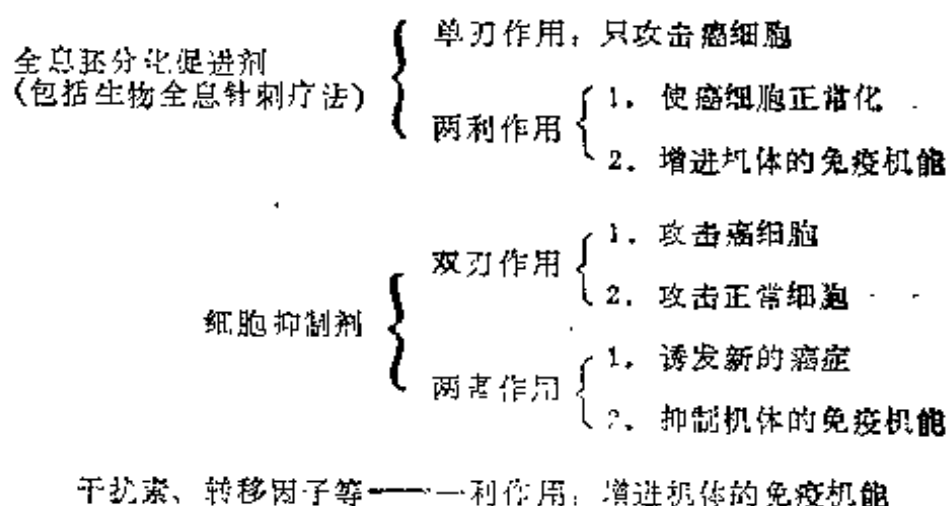 单刃作用：只攻击癌细胞
全息胚分化促进剂
(包括生物全息针刺疗法)
1．使癌细胞正常化
两利作用
2．增进机体的免疫机能
1．攻击癌细胞
双刃作用
2．攻击正常细胞
细胞抑制剂
1．诱发新的癌症
两害作用
2．抑制机体的免疫机能
干扰素、转移因子等———一利作用：增进机体的免疫机能